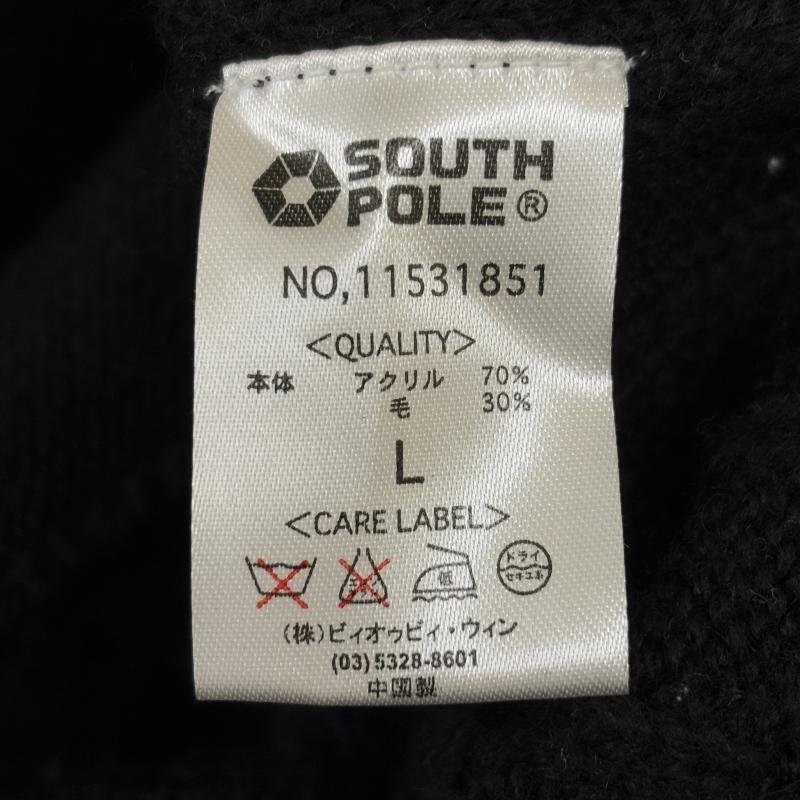 SOUTH
POLE®
NO,11531851
<QUALITY>
本体 アクリル 70%
毛 30%
L
<CARE LABEL>
低 ドライ
セキユ系
(株)ビィオゥビィ・ウイン
(03)5328-8601
中國製